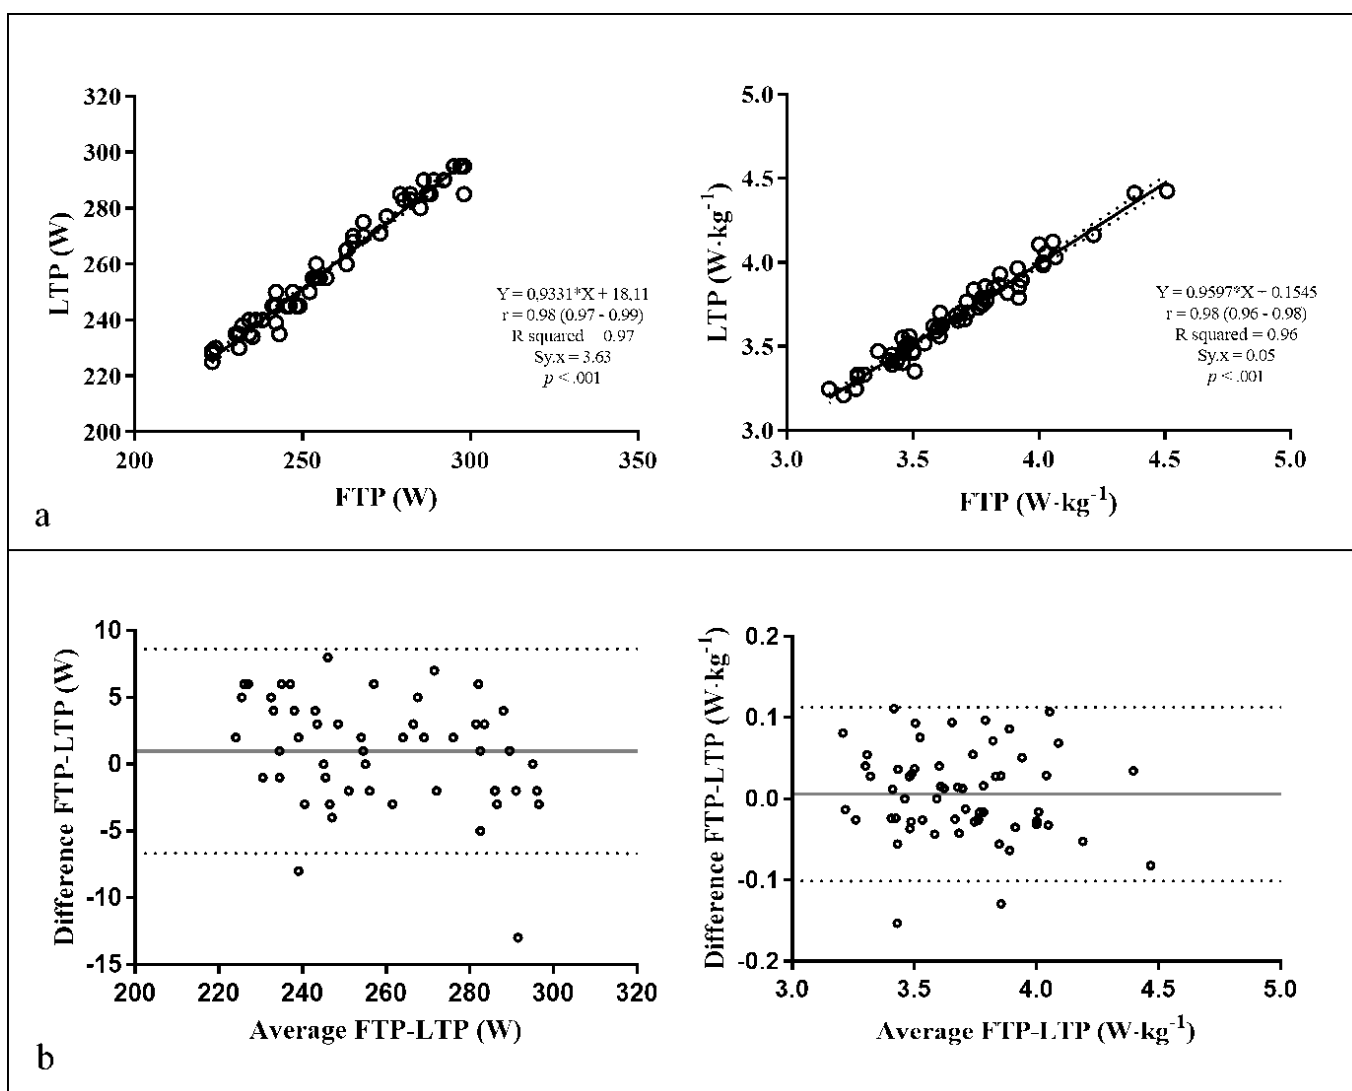 320
300
280
260
240
220
200
200 250 300 350
LTP (W)
FTP (W)
Y = 0.9331*X + 18.11
r = 0.98 (0.97 - 0.99)
R squared 0.97
Sy.x = 3.63
p < .001
5.0
4.5
4.0
3.5
3.0
3.0 3.5 4.0 4.5 5.0
LTP (W·kg-1)
FTP (W·kg-1)
Y = 0.9597*X + 0.1545
r = 0.98 (0.96 - 0.98)
R squared = 0.96
Sy.x = 0.05
p < .001
a
10
5
0
-5
-10
-15
200 220 240 260 280 300 320
Difference FTP-LTP (W)
Average FTP-LTP (W)
0.2
0.1
0.0
-0.1
-0.2
3.0 3.5 4.0 4.5 5.0
Difference FTP-LTP (W·kg-1)
Average FTP-LTP (W·kg-1)
b